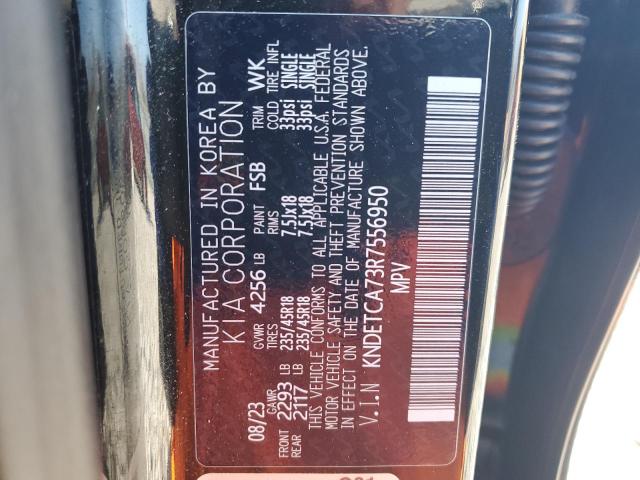 MANUFACTURED IN KOREA BY
KIA CORPORATION
08/23 GVWR 4256 LB PAINT FSB TRIM WK
GAWR TIRES RIMS COLD TIRE INFL
FRONT 2293 LB 235/45R18 7.5Jx18 33psi SINGLE
REAR 2117 LB 235/45R18 7.5Jx18 33psi SINGLE
THIS VEHICLE CONFORMS TO ALL APPLICABLE U.S.A. FEDERAL
MOTOR VEHICLE SAFETY AND THEFT PREVENTION STANDARDS
IN EFFECT ON THE DATE OF MANUFACTURE SHOWN ABOVE.
V.I.N KNDETCA73R7556950
MPV